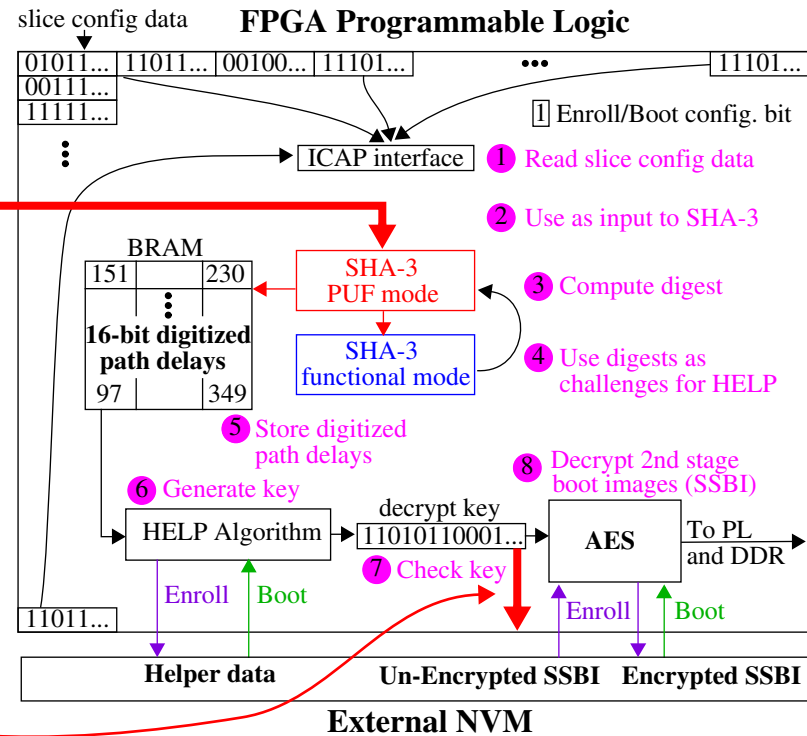 FPGA Programmable Logic
slice config data
01011... 11011... 00100... 11101... ••• 11101...
00111...
11111...
1 Enroll/Boot config. bit
ICAP interface
1 Read slice config data
2 Use as input to SHA-3
BRAM
151 230
16-bit digitized
path delays
97 349
SHA-3
PUF mode
3 Compute digest
SHA-3
functional mode
4 Use digests as
challenges for HELP
5 Store digitized
path delays
6 Generate key
8 Decrypt 2nd stage
boot images (SSBI)
HELP Algorithm
decrypt key
11010110001...
7 Check key
AES
To PL
and DDR
Enroll
Boot
Enroll
Boot
11011...
Helper data
Un-Encrypted SSBI
Encrypted SSBI
External NVM